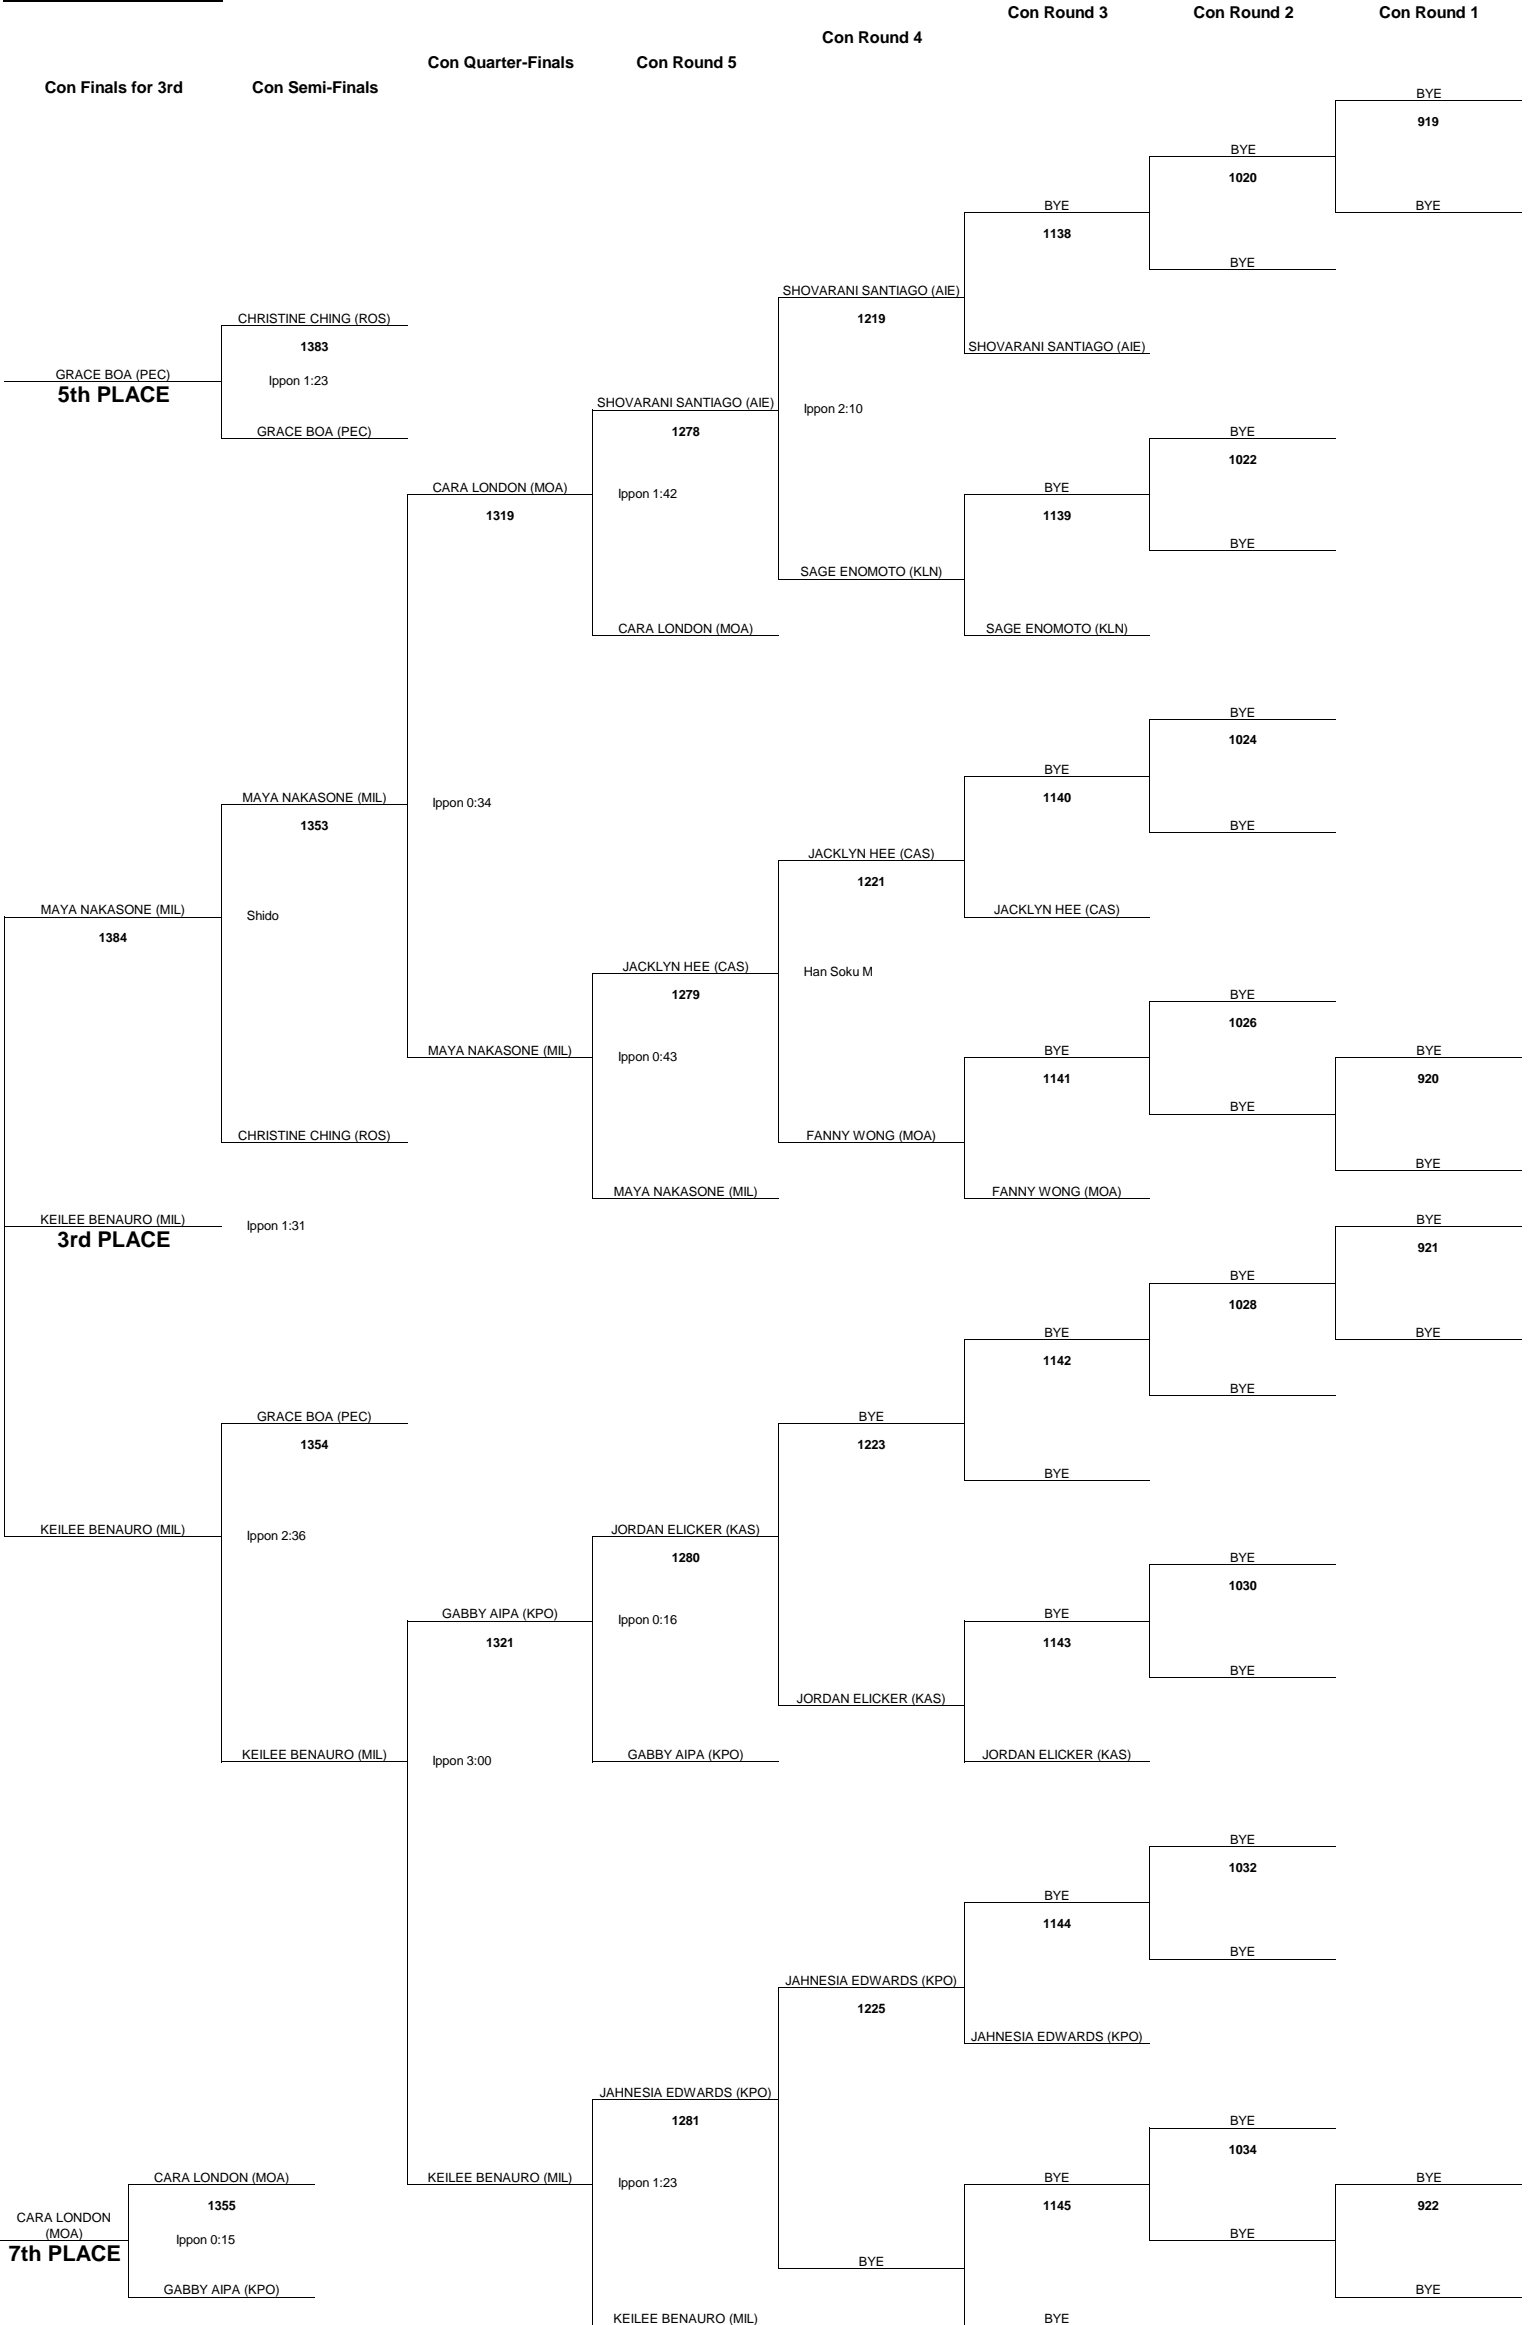 Con Round 3
Con Round 2
Con Round 1
Con Round 4
Con Quarter-Finals
Con Round 5
Con Finals for 3rd
Con Semi-Finals
BYE
919
BYE
1020
BYE
BYE
1138
BYE
SHOVARANI SANTIAGO (AIE)
1219
SHOVARANI SANTIAGO (AIE)
CHRISTINE CHING (ROS)
1383
GRACE BOA (PEC)
5th PLACE
Ippon 1:23
GRACE BOA (PEC)
SHOVARANI SANTIAGO (AIE)
1278
Ippon 2:10
BYE
1022
CARA LONDON (MOA)
1319
Ippon 1:42
BYE
1139
BYE
SAGE ENOMOTO (KLN)
CARA LONDON (MOA)
SAGE ENOMOTO (KLN)
BYE
1024
BYE
1140
MAYA NAKASONE (MIL)
1353
Ippon 0:34
BYE
JACKLYN HEE (CAS)
1221
MAYA NAKASONE (MIL)
1384
Shido
JACKLYN HEE (CAS)
JACKLYN HEE (CAS)
1279
Han Soku M
BYE
1026
MAYA NAKASONE (MIL)
Ippon 0:43
BYE
1141
BYE
920
BYE
CHRISTINE CHING (ROS)
FANNY WONG (MOA)
BYE
MAYA NAKASONE (MIL)
FANNY WONG (MOA)
KEILEE BENAURO (MIL)
3rd PLACE
Ippon 1:31
BYE
921
BYE
1028
BYE
1142
BYE
BYE
GRACE BOA (PEC)
1354
BYE
1223
BYE
KEILEE BENAURO (MIL)
Ippon 2:36
JORDAN ELICKER (KAS)
1280
BYE
1030
GABBY AIPA (KPO)
1321
Ippon 0:16
BYE
1143
BYE
JORDAN ELICKER (KAS)
KEILEE BENAURO (MIL)
Ippon 3:00
GABBY AIPA (KPO)
JORDAN ELICKER (KAS)
BYE
1032
BYE
1144
BYE
JAHNESIA EDWARDS (KPO)
1225
JAHNESIA EDWARDS (KPO)
JAHNESIA EDWARDS (KPO)
1281
BYE
1034
CARA LONDON (MOA)
1355
KEILEE BENAURO (MIL)
Ippon 1:23
BYE
1145
BYE
922
CARA LONDON
(MOA)
7th PLACE
Ippon 0:15
BYE
BYE
GABBY AIPA (KPO)
BYE
KEILEE BENAURO (MIL)
BYE